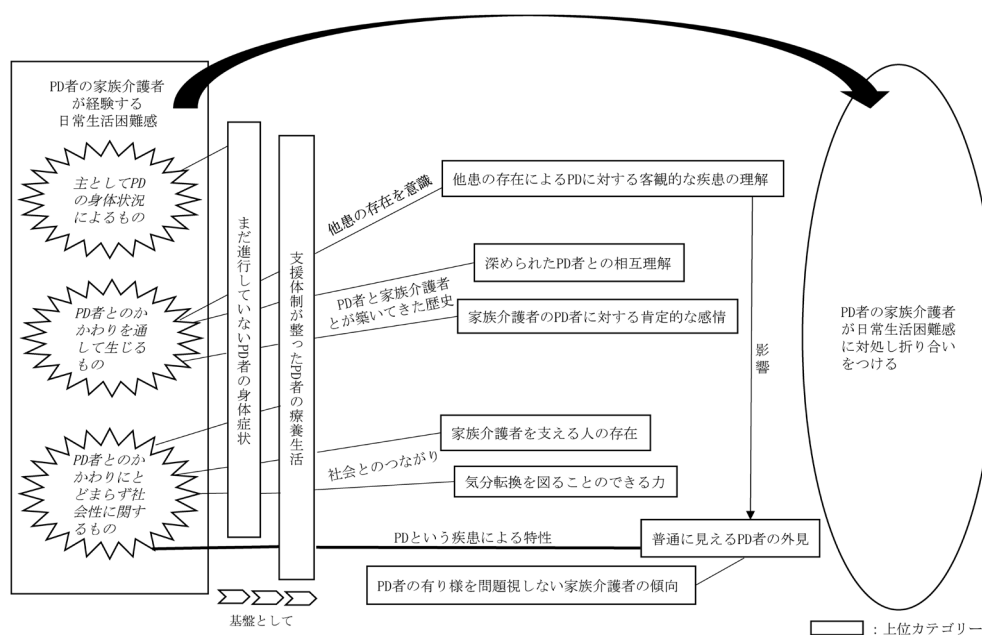 PD者の家族介護者
が経験する
日常生活困難感
主としてPD
の身体状況
によるもの
PD者とのか
かわりを通
して生じる
もの
PD者とのか
かわりにと
どまらず社
会性に関す
るもの
まだ進行していないPD者の身体症状
支援体制が整ったPD者の療養生活
基盤として
他患の存在を意識
他患の存在によるPDに対する客観的な疾患の理解
深められたPD者との相互理解
PD者と家族介護者
とが築いてきた歴史
家族介護者のPD者に対する肯定的な感情
影響
家族介護者を支える人の存在
社会とのつながり
気分転換を図ることのできる力
PDという疾患による特性
普通に見えるPD者の外見
PD者の有り様を問題視しない家族介護者の傾向
PD者の家族介護者
が日常生活困難感
に対処し折り合い
をつける
：上位カテゴリー